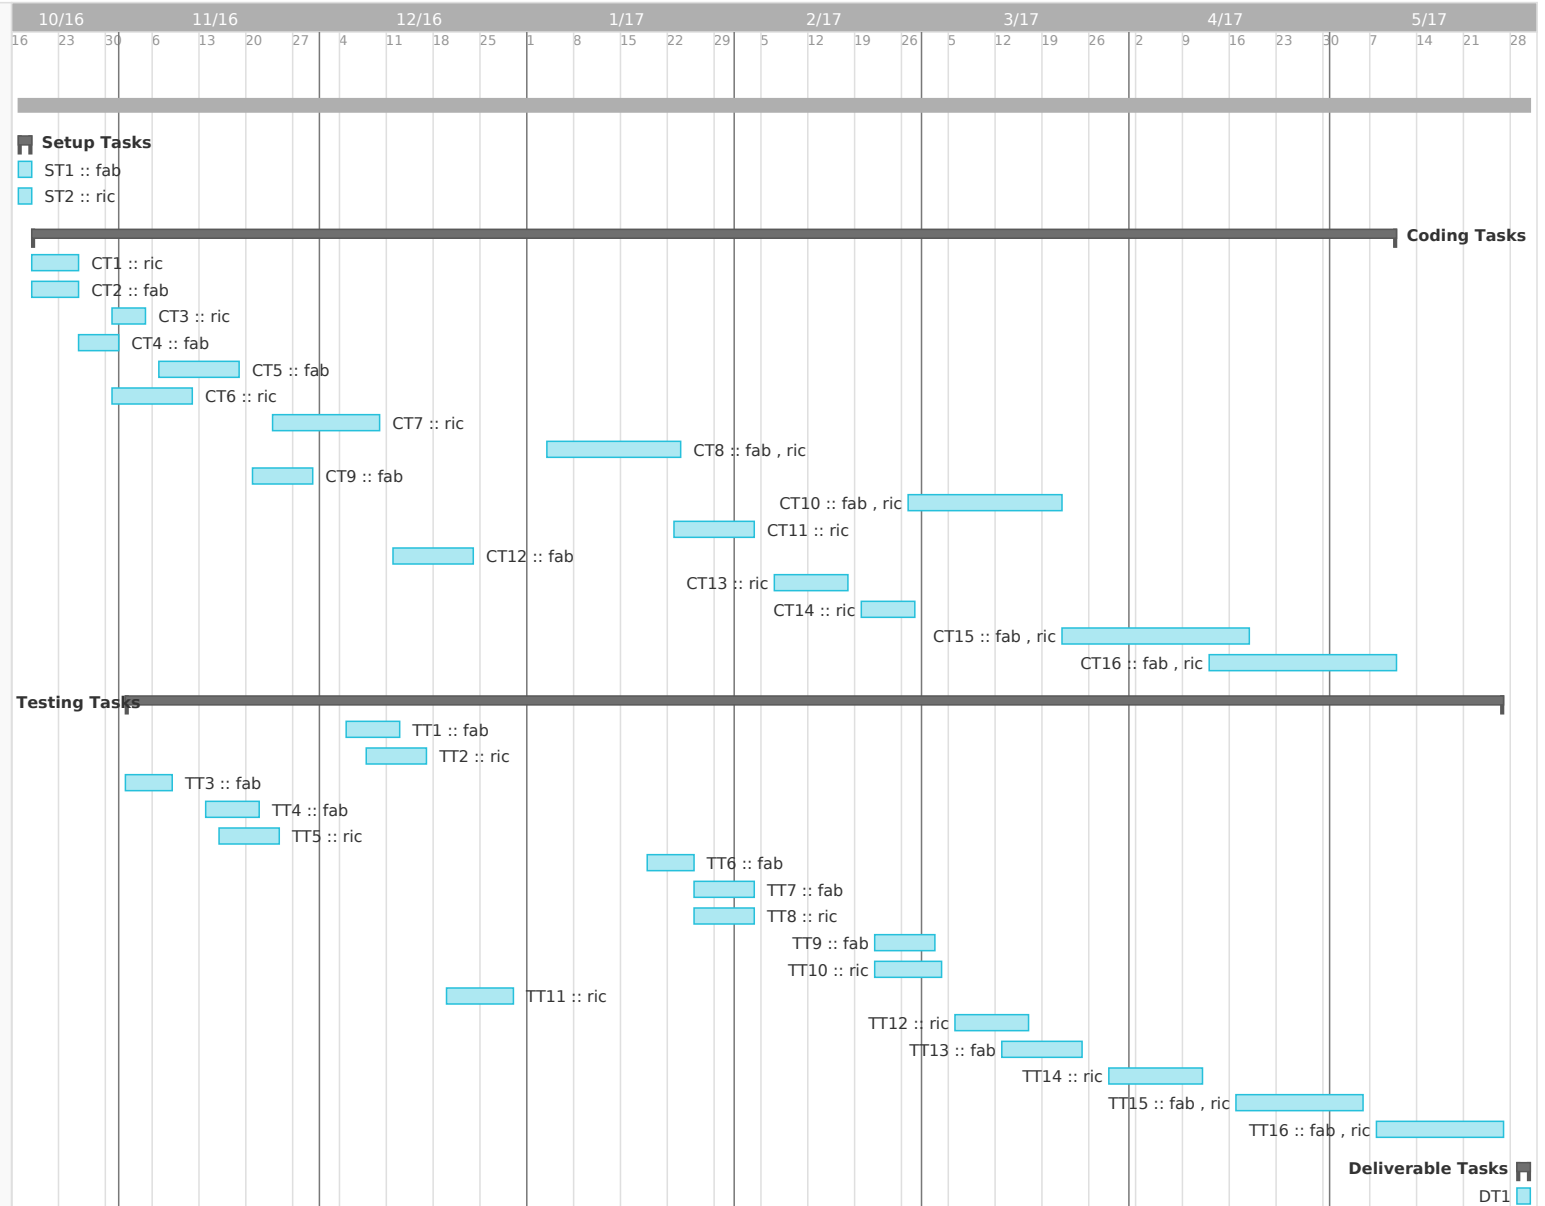 10/16 11/16 12/16 1/17 2/17 3/17 4/17 5/17
16 23 30 6 13 20 27 4 11 18 25 1 8 15 22 29 5 12 19 26 5 12 19 26 2 9 16 23 30 7 14 21 28
Setup Tasks
ST1 :: fab
ST2 :: ric
Coding Tasks
CT1 :: ric
CT2 :: fab
CT3 :: ric
CT4 :: fab
CT5 :: fab
CT6 :: ric
CT7 :: ric
CT8 :: fab , ric
CT9 :: fab
CT10 :: fab , ric
CT11 :: ric
CT12 :: fab
CT13 :: ric
CT14 :: ric
CT15 :: fab , ric
CT16 :: fab , ric
Testing Tasks
TT1 :: fab
TT2 :: ric
TT3 :: fab
TT4 :: fab
TT5 :: ric
TT6 :: fab
TT7 :: fab
TT8 :: ric
TT9 :: fab
TT10 :: ric
TT11 :: ric
TT12 :: ric
TT13 :: fab
TT14 :: ric
TT15 :: fab , ric
TT16 :: fab , ric
Deliverable Tasks
DT1